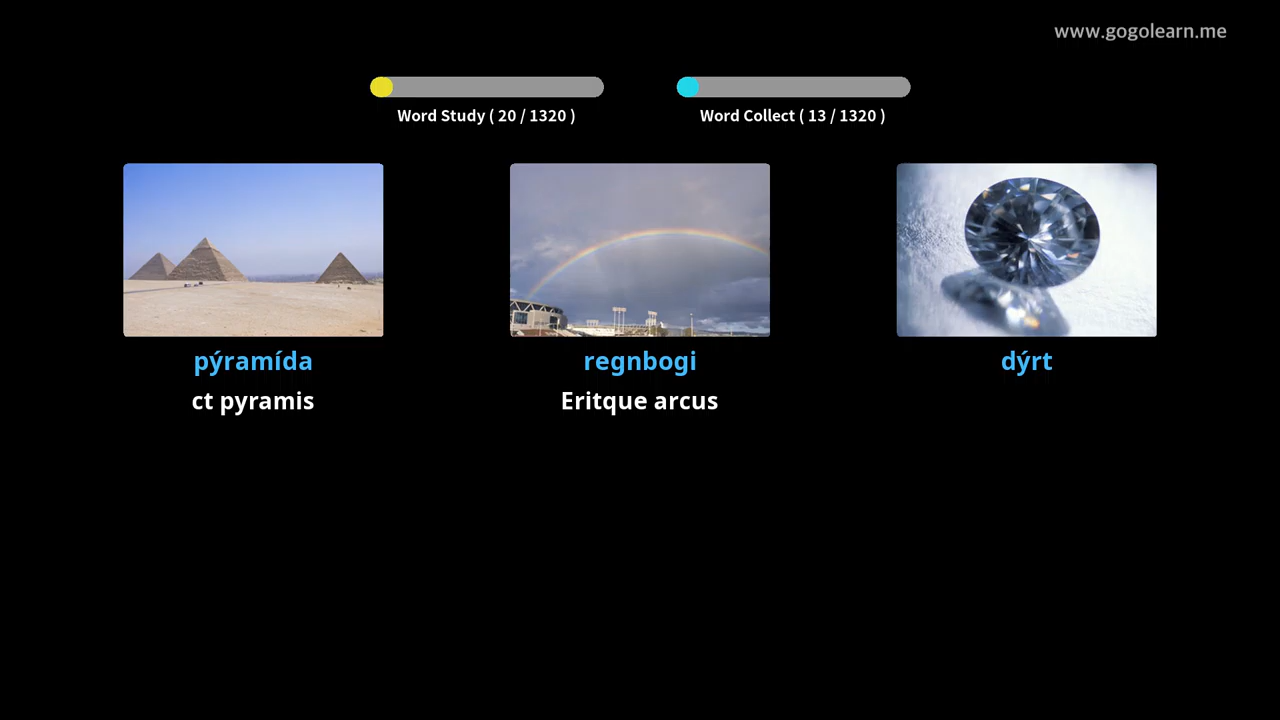 www.gogolearn.me
Word Study ( 20 / 1320 )
Word Collect ( 13 / 1320 )
pýramída
regnbogi
dýrt
ct pyramis
Eritque arcus